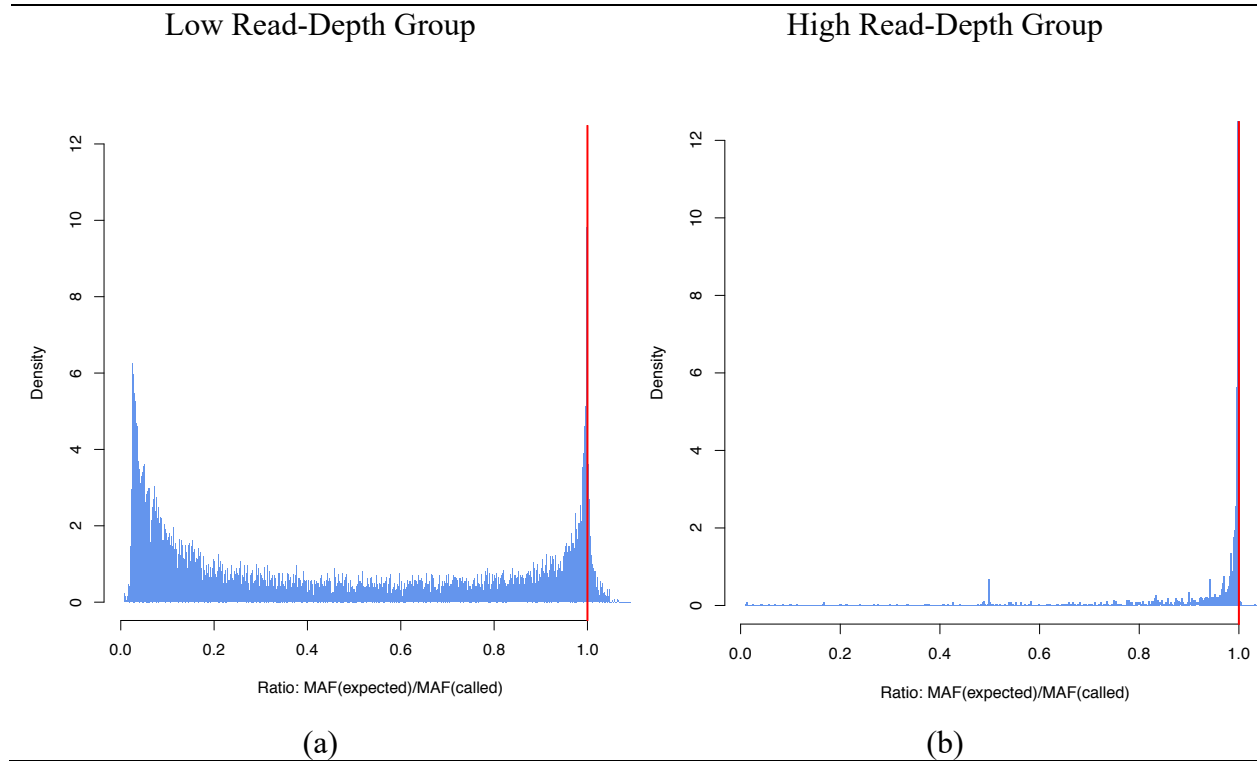 Low Read-Depth Group
High Read-Depth Group
12
10
8
6
4
2
0
Density
0.0 0.2 0.4 0.6 0.8 1.0
Ratio: MAF(expected)/MAF(called)
(a)
12
10
8
6
4
2
0
Density
0.0 0.2 0.4 0.6 0.8 1.0
Ratio: MAF(expected)/MAF(called)
(b)